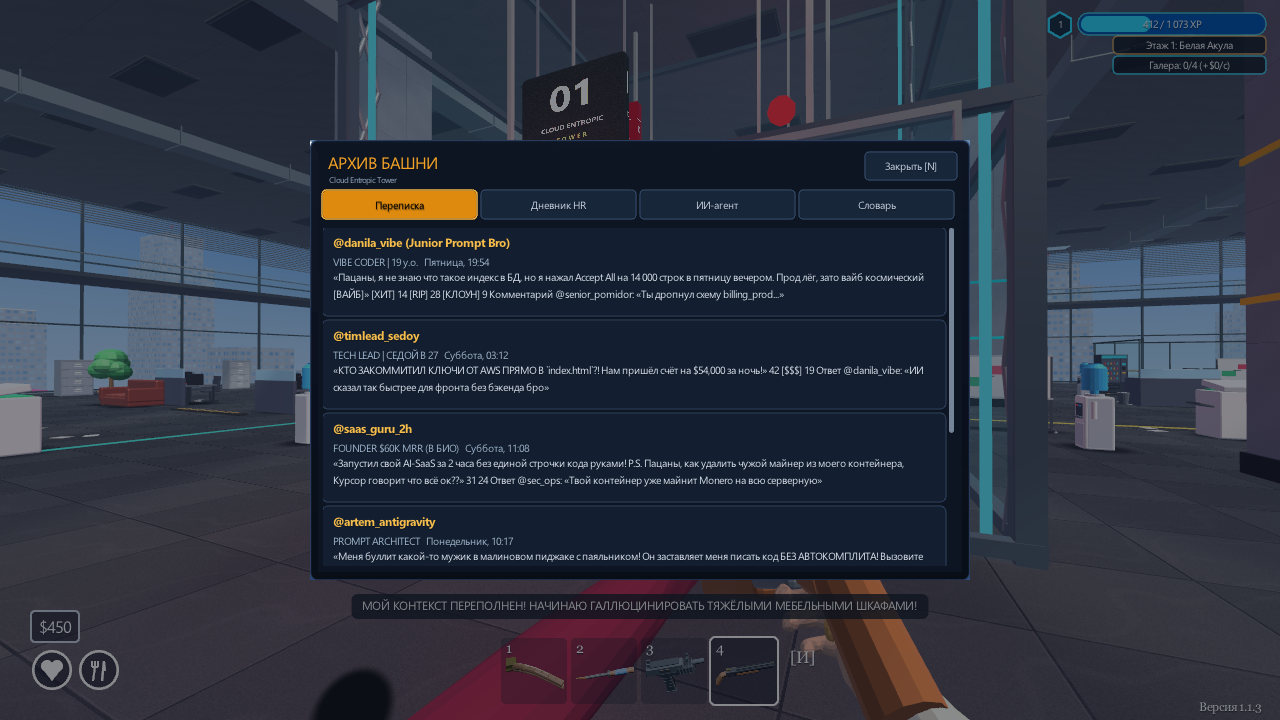 1
412 / 1 073 XP
Этаж 1: Белая Акула
Галера: 0/4 (+$0/с)
01
CLOUD ENTROPIC
АРХИВ БАШНИ
Cloud Entropic Tower
Закрыть [N]
Переписка
Дневник HR
ИИ-агент
Словарь
@danila_vibe (Junior Prompt Bro)
VIBE CODER | 19 y.o. Пятница, 19:54
«Пацаны, я не знаю что такое индекс в БД, но я нажал Accept All на 14 000 строк в пятницу вечером. Прод лёг, зато вайб космический
[ВАЙБ]» [ХИТ] 14 [RIP] 28 [КЛОУН] 9 Комментарий @senior_pomidor: «Ты дропнул схему billing_prod...»
@timlead_sedoy
TECH LEAD | СЕДОЙ В 27 Суббота, 03:12
«КТО ЗАКОММИТИЛ КЛЮЧИ ОТ AWS ПРЯМО В `index.html`?! Нам пришёл счёт на $54,000 за ночь!» 42 [$$$] 19 Ответ @danila_vibe: «ИИ
сказал так быстрее для фронта без бэкенда бро»
@saas_guru_2h
FOUNDER $60K MRR (В БИО) Суббота, 11:08
«Запустил свой AI-SaaS за 2 часа без единой строчки кода руками! P.S. Пацаны, как удалить чужой майнер из моего контейнера,
Курсор говорит что всё ок??» 31 24 Ответ @sec_ops: «Твой контейнер уже майнит Monero на всю серверную»
@artem_antigravity
PROMPT ARCHITECT Понедельник, 10:17
«Меня буллит какой-то мужик в малиновом пиджаке с паяльником! Он заставляет меня писать код БЕЗ АВТОКОМПЛИТА! Вызовите
МОЙ КОНТЕКСТ ПЕРЕПОЛНЕН! НАЧИНАЮ ГАЛЛЮЦИНИРОВАТЬ ТЯЖЁЛЫМИ МЕБЕЛЬНЫМИ ШКАФАМИ!
$450
1
2
3
4
[И]
Версия 1.1.3